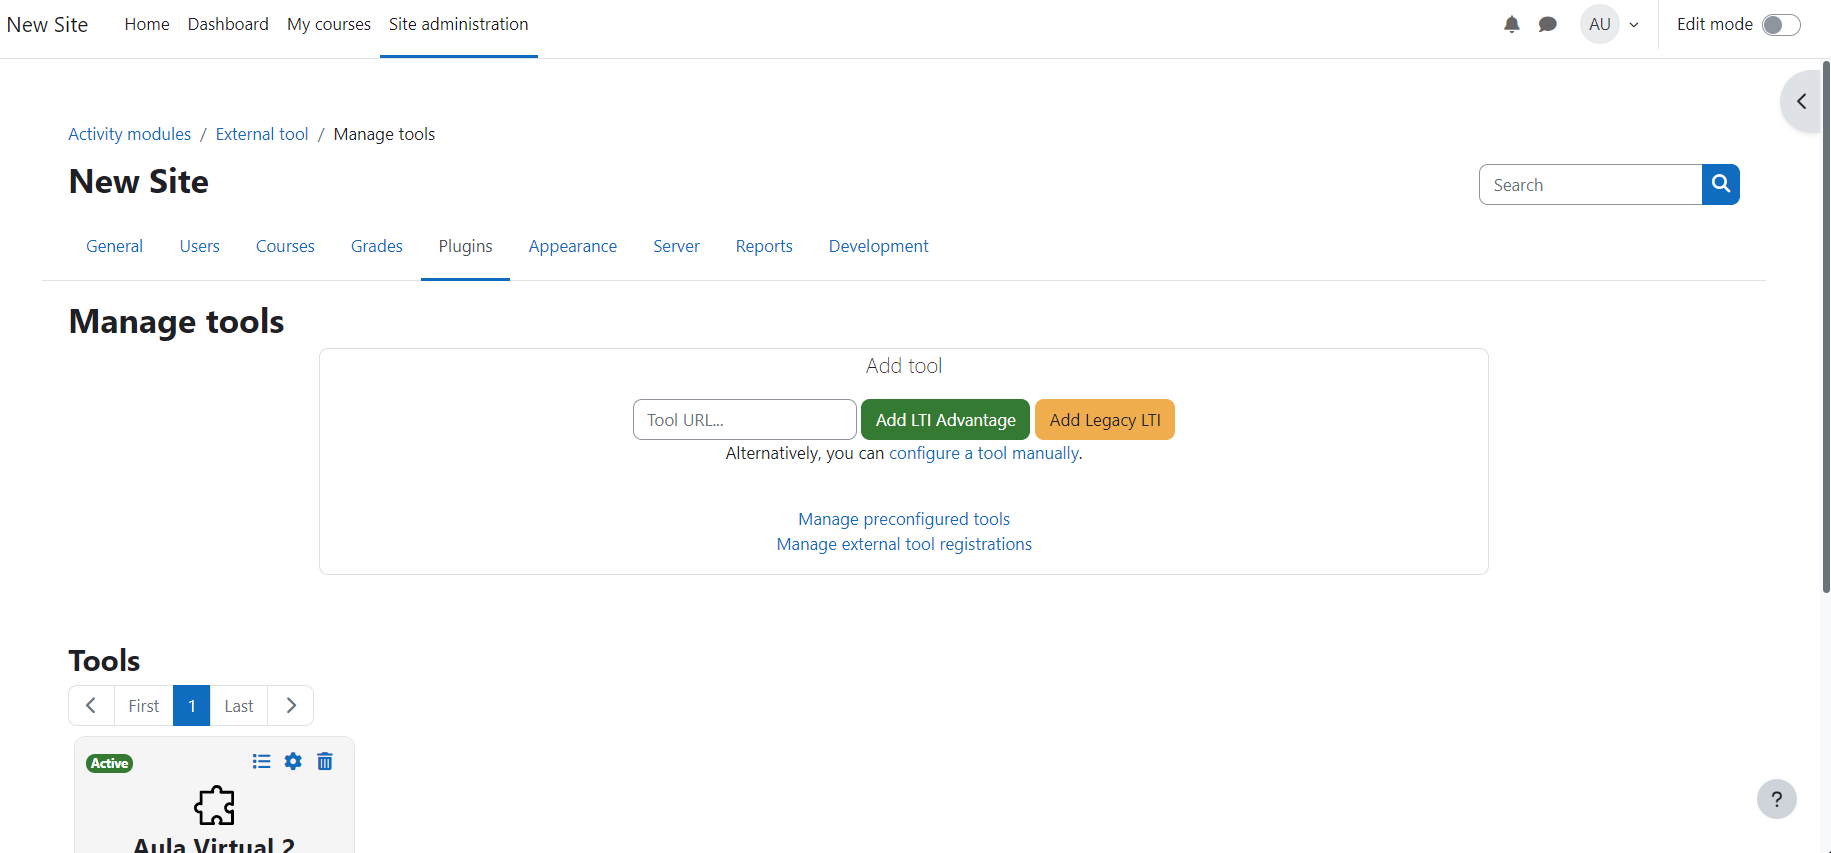 New Site Home Dashboard My courses Site administration AU Edit mode
Activity modules / External tool / Manage tools
New Site
Search
General Users Courses Grades Plugins Appearance Server Reports Development
Manage tools
Add tool
Tool URL... Add LTI Advantage Add Legacy LTI
Alternatively, you can configure a tool manually.
Manage preconfigured tools
Manage external tool registrations
Tools
First 1 Last
Active
Aula Virtual 2
?